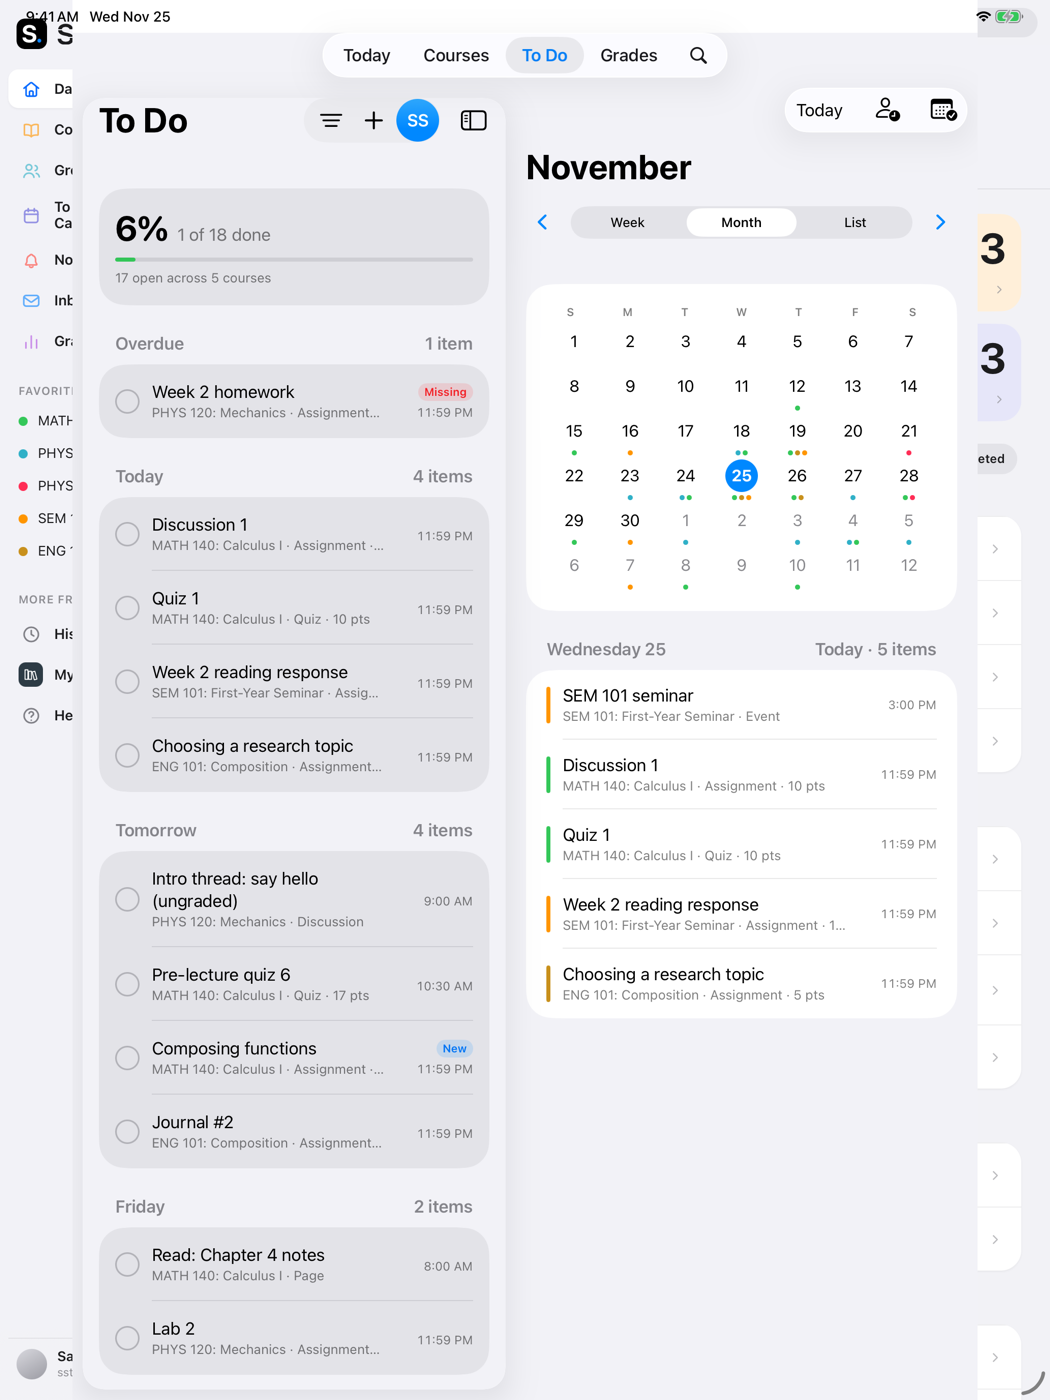 9:41 AM Wed Nov 25
S.
S
Today Courses To Do Grades
Da
Co
Gr
To
Ca
No
Inb
Gra
FAVORIT
MATH
PHYS
PHYS
SEM
ENG
MORE FR
His
My
He
Sa
sst
To Do
SS
6% 1 of 18 done
17 open across 5 courses
Overdue 1 item
Week 2 homework Missing
PHYS 120: Mechanics · Assignment... 11:59 PM
Today 4 items
Discussion 1
MATH 140: Calculus I · Assignment ·... 11:59 PM
Quiz 1
MATH 140: Calculus I · Quiz · 10 pts 11:59 PM
Week 2 reading response
SEM 101: First-Year Seminar · Assig... 11:59 PM
Choosing a research topic
ENG 101: Composition · Assignment... 11:59 PM
Tomorrow 4 items
Intro thread: say hello
(ungraded) 9:00 AM
PHYS 120: Mechanics · Discussion
Pre-lecture quiz 6
MATH 140: Calculus I · Quiz · 17 pts 10:30 AM
Composing functions New
MATH 140: Calculus I · Assignment ·... 11:59 PM
Journal #2
ENG 101: Composition · Assignment... 11:59 PM
Friday 2 items
Read: Chapter 4 notes
MATH 140: Calculus I · Page 8:00 AM
Lab 2
PHYS 120: Mechanics · Assignment... 11:59 PM
Today
November
Week Month List
S M T W T F S
1 2 3 4 5 6 7
8 9 10 11 12 13 14
15 16 17 18 19 20 21
22 23 24 25 26 27 28
29 30 1 2 3 4 5
6 7 8 9 10 11 12
Wednesday 25 Today · 5 items
SEM 101 seminar
SEM 101: First-Year Seminar · Event 3:00 PM
Discussion 1
MATH 140: Calculus I · Assignment · 10 pts 11:59 PM
Quiz 1
MATH 140: Calculus I · Quiz · 10 pts 11:59 PM
Week 2 reading response
SEM 101: First-Year Seminar · Assignment · 1... 11:59 PM
Choosing a research topic
ENG 101: Composition · Assignment · 5 pts 11:59 PM
3
3
eted